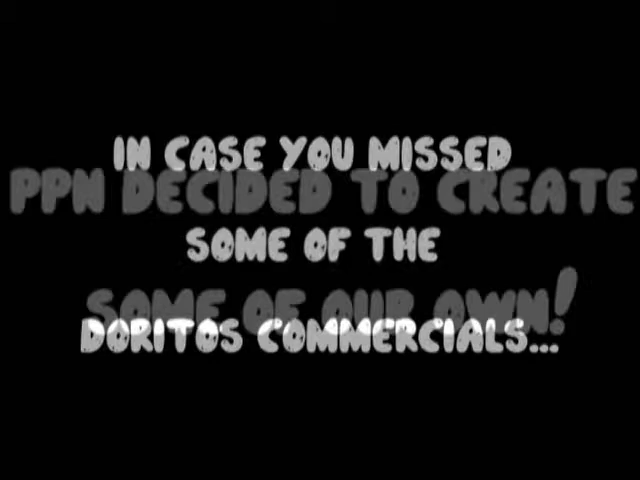 IN CASE YOU MISSED
PPN DECIDED TO CREATE
SOME OF THE
SOME OF OUR OWN!
DORITOS COMMERCIALS...